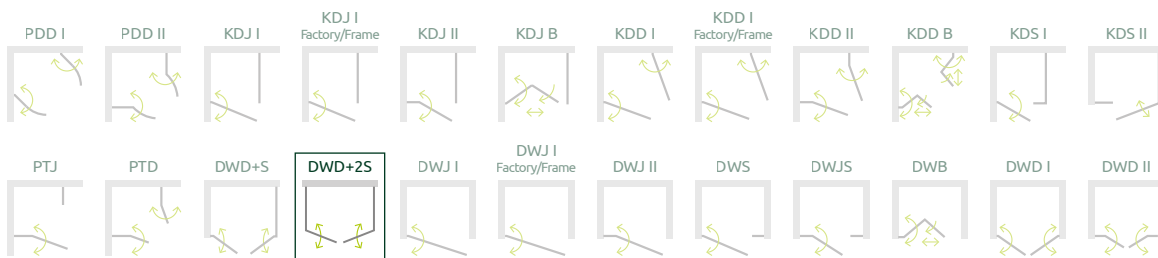 PDD I
PDD II
KDJ I
KDJ I
Factory/Frame
KDJ II
KDJ B
KDD I
KDD I
Factory/Frame
KDD II
KDD B
KDS I
KDS II
PTJ
PTD
DWD+S
DWD+2S
DWJ I
DWJ I
Factory/Frame
DWJ II
DWS
DWJS
DWB
DWD I
DWD II